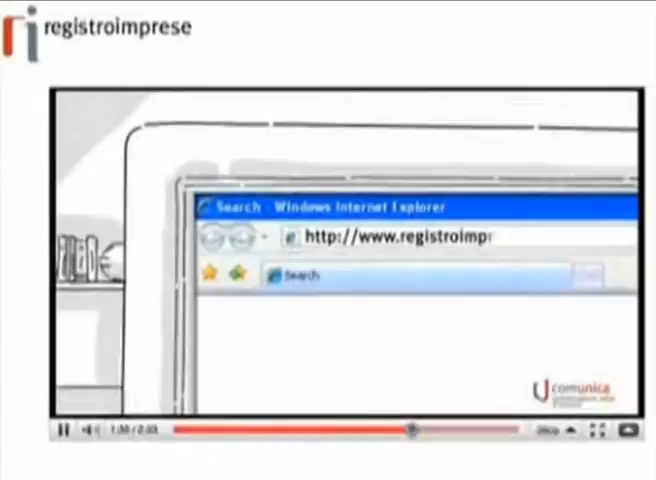 registroimprese
Search Windows Internet Explorer
http://www.registroimpr
Search
comunica